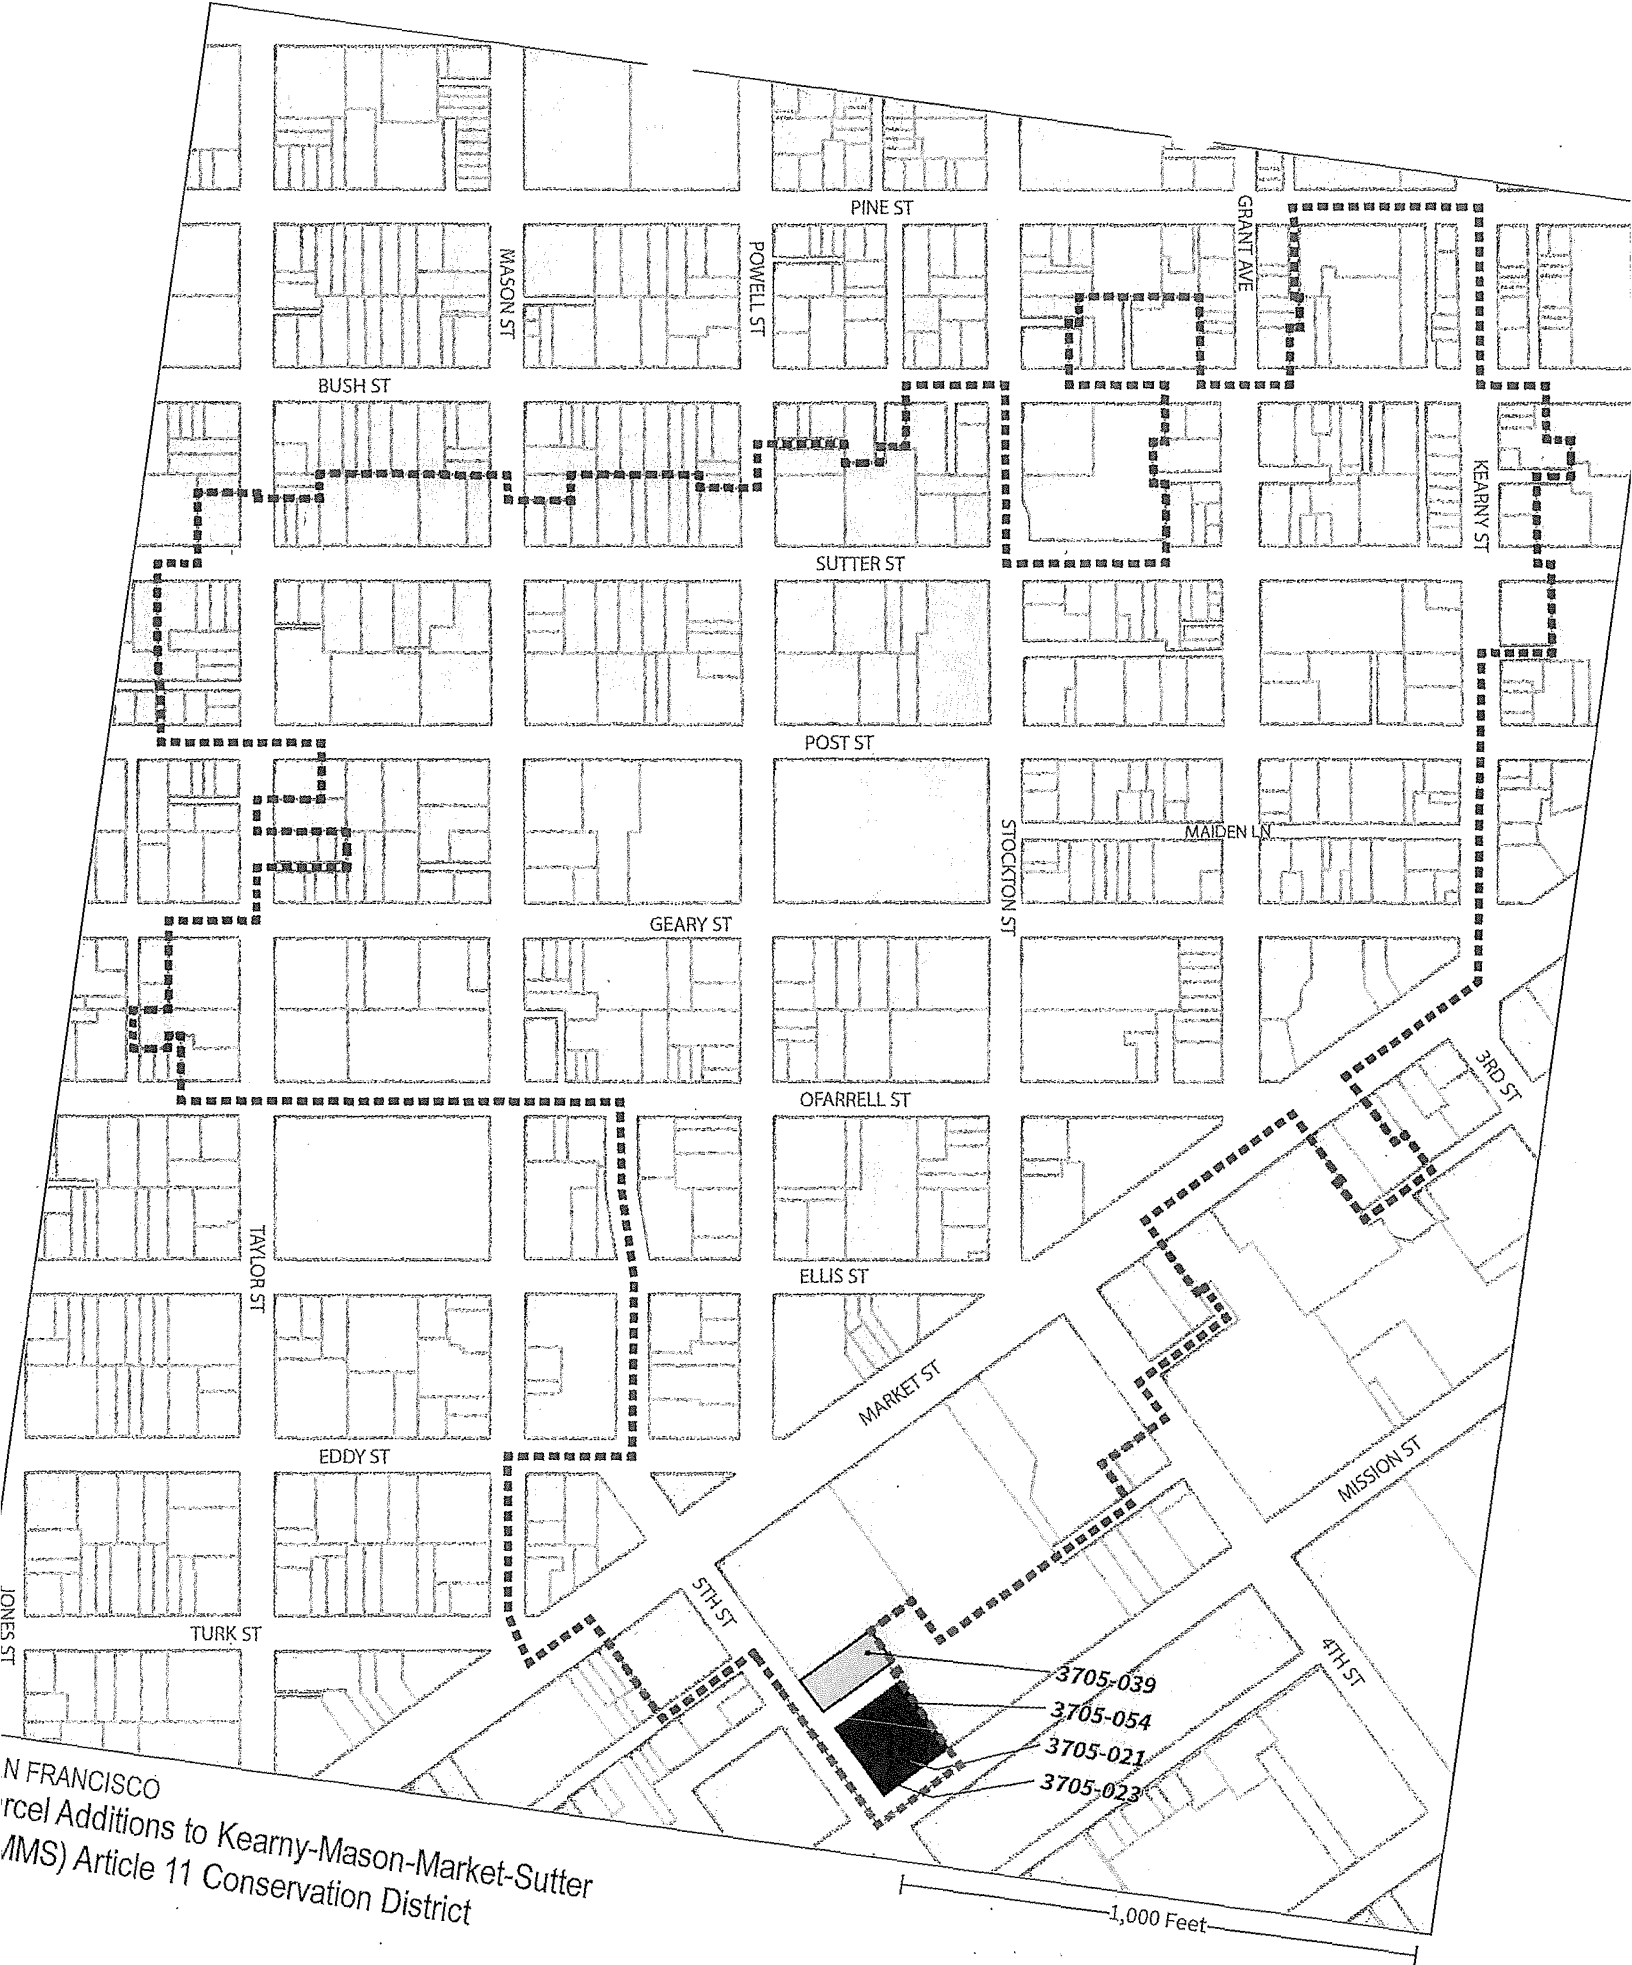 PINE ST
GRANT AVE
MASON ST
POWELL ST
BUSH ST
KEARNY ST
SUTTER ST
POST ST
MAIDEN LN
STOCKTON ST
GEARY ST
3RD ST
OFARRELL ST
TAYLOR ST
ELLIS ST
MARKET ST
EDDY ST
MISSION ST
5TH ST
JONES ST
TURK ST
4TH ST
3705-039
3705-054
3705-021
3705-023
N FRANCISCO
rcel Additions to Kearny-Mason-Market-Sutter
MMS) Article 11 Conservation District
1,000 Feet